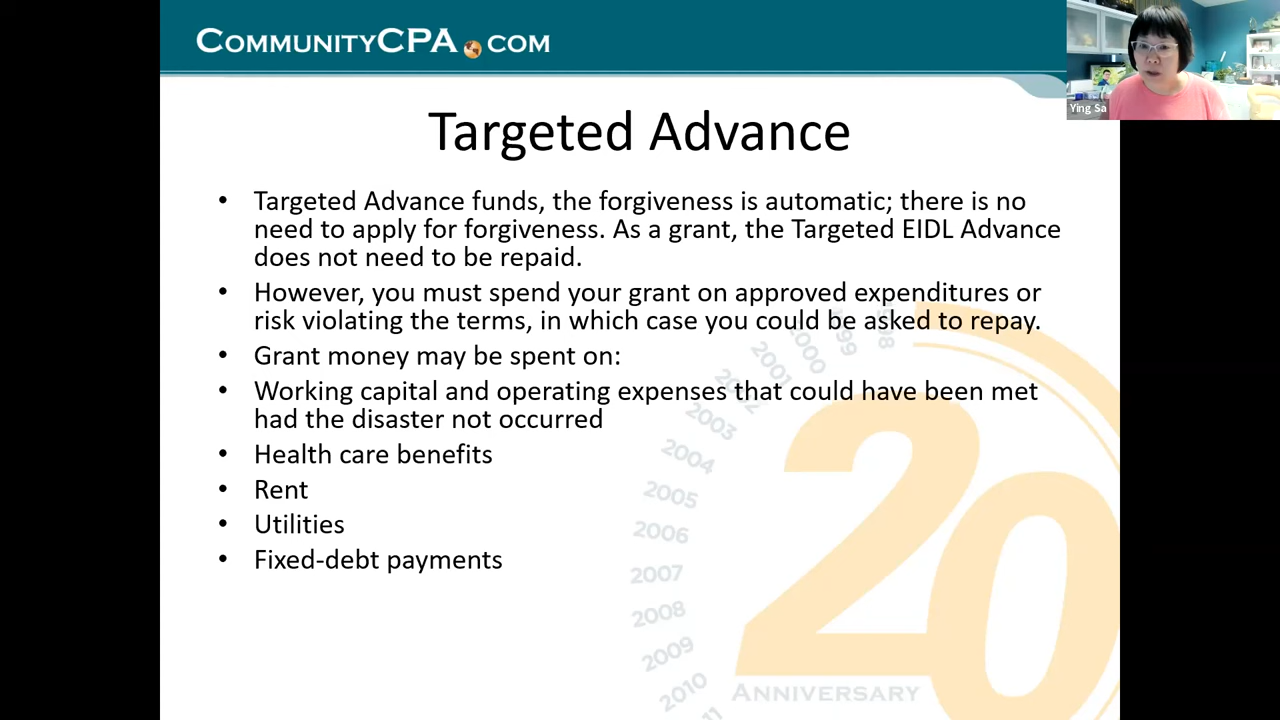 COMMUNITYCPA.COM
Ying Sa
Targeted Advance
• Targeted Advance funds, the forgiveness is automatic; there is no
need to apply for forgiveness. As a grant, the Targeted EIDL Advance
does not need to be repaid.
• However, you must spend your grant on approved expenditures or
risk violating the terms, in which case you could be asked to repay.
• Grant money may be spent on:
• Working capital and operating expenses that could have been met
had the disaster not occurred
• Health care benefits
• Rent
• Utilities
• Fixed-debt payments
1998
1999
2000
2001
2002
2003
2004
2005
2006
2007
2008
2009
2010
20
ANNIVERSARY